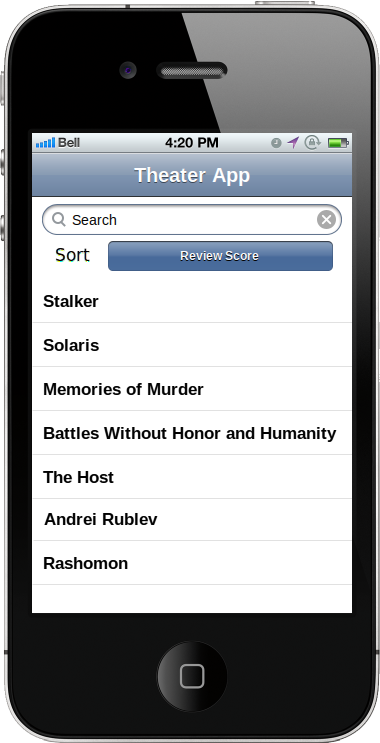 Bell 4:20 PM
Theater App
Search
Sort Review Score
Stalker
Solaris
Memories of Murder
Battles Without Honor and Humanity
The Host
Andrei Rublev
Rashomon